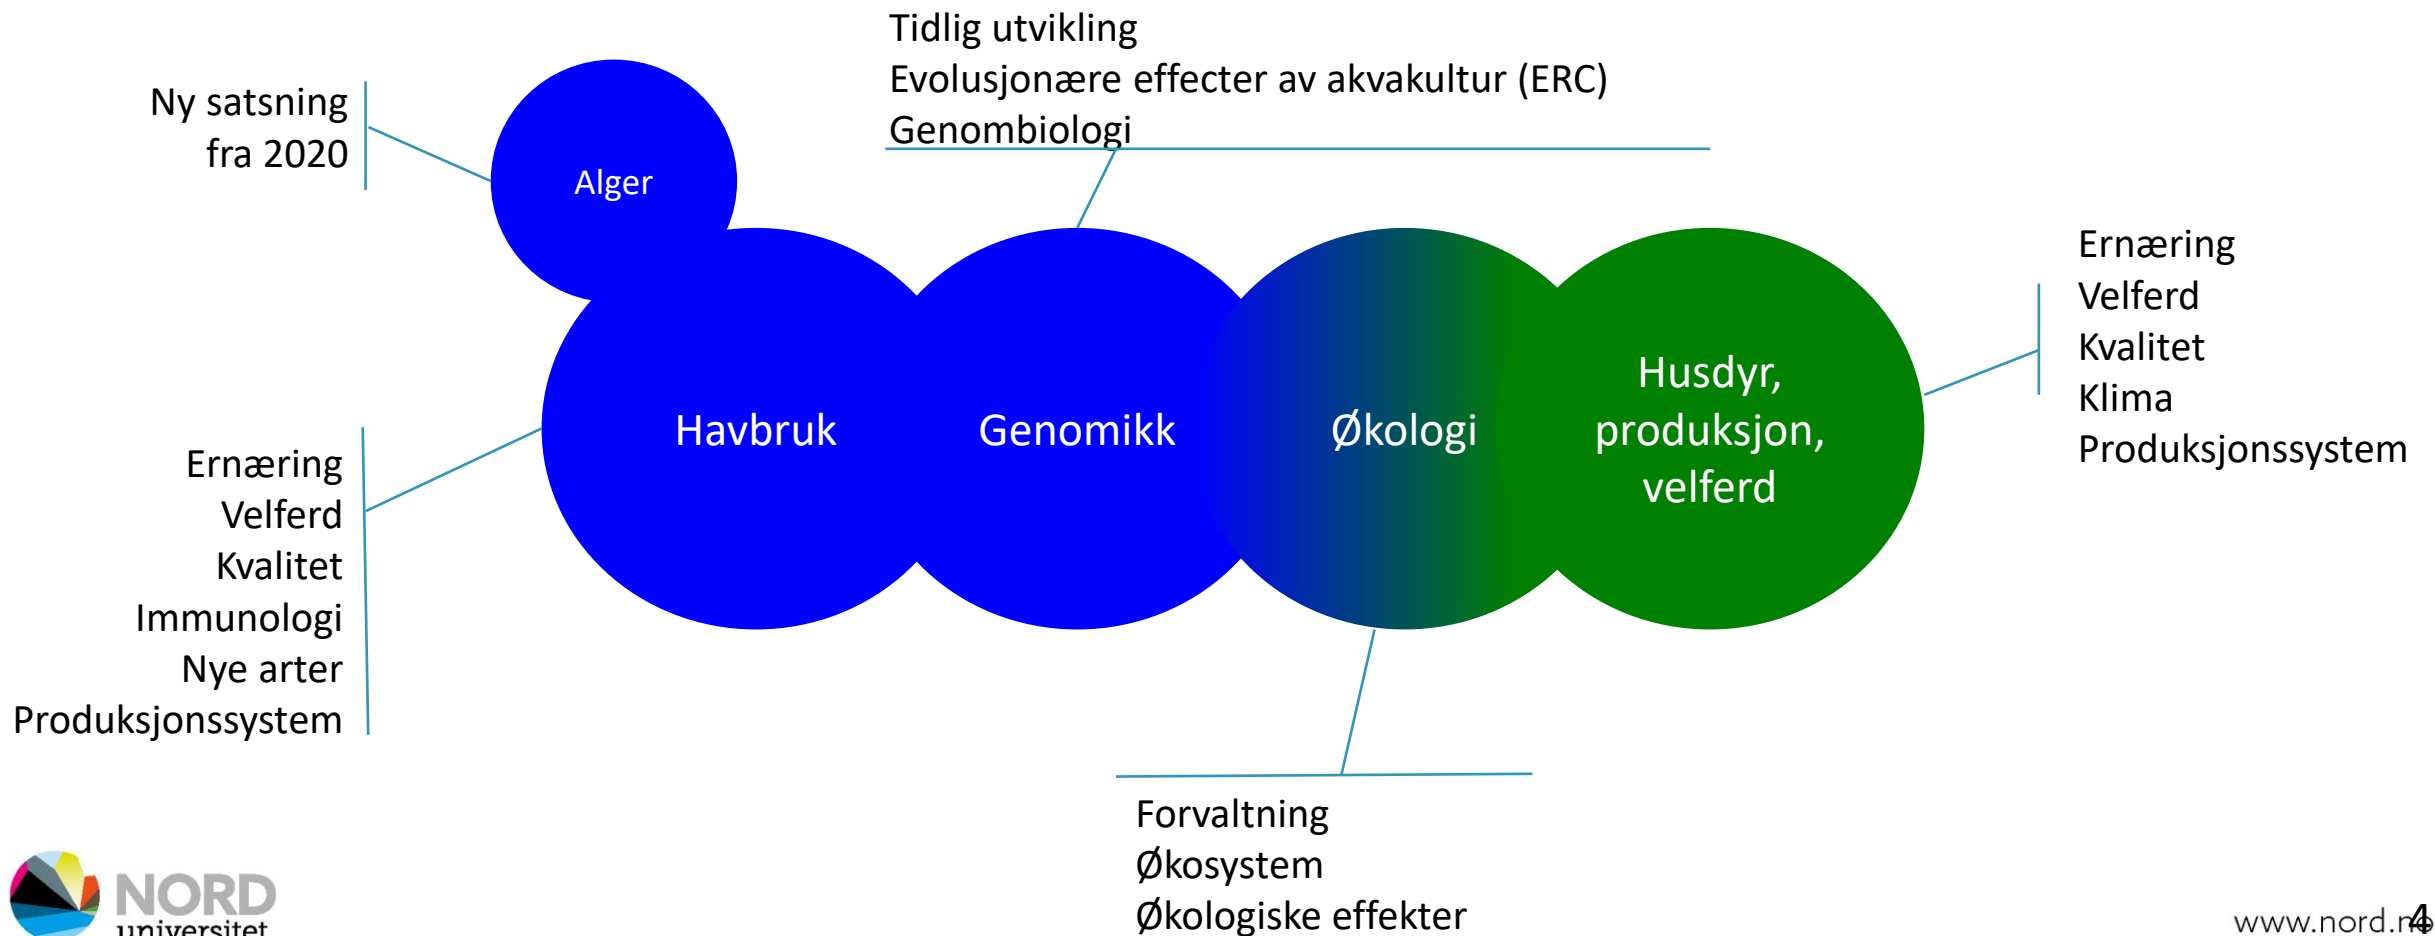 Tidlig utvikling
Evolusjonære effecter av akvakultur (ERC)
Genombiologi
Ny satsning
fra 2020
Alger
Havbruk
Genomikk
Økologi
Husdyr,
produksjon,
velferd
Ernæring
Velferd
Kvalitet
Klima
Produksjonssystem
Ernæring
Velferd
Kvalitet
Immunologi
Nye arter
Produksjonssystem
Forvaltning
Økosystem
Økologiske effekter
NORD
universitet
www.nord.no
4